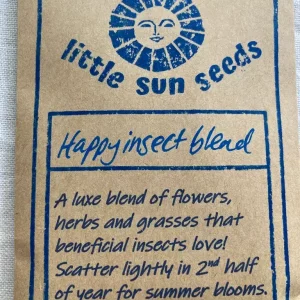 little sun seeds
Happy insect blend
A luxe blend of flowers,
herbs and grasses that
beneficial insects love!
Scatter lightly in 2nd half
of year for summer blooms.